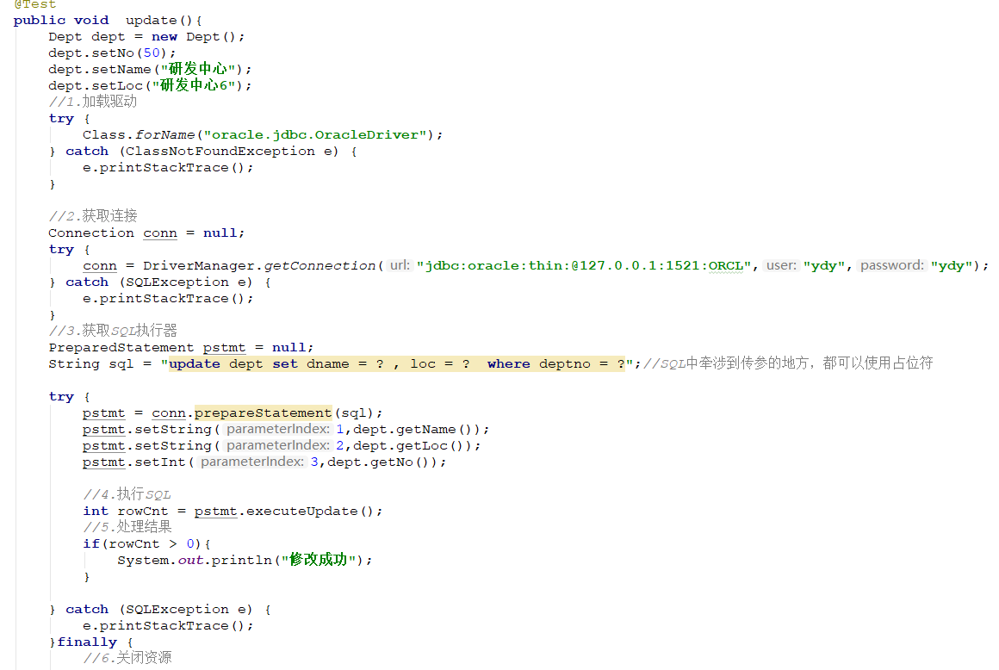 @Test
public void  update(){
    Dept dept = new Dept();
    dept.setNo(50);
    dept.setName("研发中心");
    dept.setLoc("研发中心6");
    //1.加载驱动
    try {
        Class.forName("oracle.jdbc.OracleDriver");
    } catch (ClassNotFoundException e) {
        e.printStackTrace();
    }

    //2.获取连接
    Connection conn = null;
    try {
        conn = DriverManager.getConnection( url: "jdbc:oracle:thin:@127.0.0.1:1521:ORCL", user: "ydy", password: "ydy");
    } catch (SQLException e) {
        e.printStackTrace();
    }
    //3.获取SQL执行器
    PreparedStatement pstmt = null;
    String sql = "update dept set dname = ? , loc = ?  where deptno = ?";//SQL中牵涉到传参的地方，都可以使用占位符

    try {
        pstmt = conn.prepareStatement(sql);
        pstmt.setString( parameterIndex: 1,dept.getName());
        pstmt.setString( parameterIndex: 2,dept.getLoc());
        pstmt.setInt( parameterIndex: 3,dept.getNo());

        //4.执行SQL
        int rowCnt = pstmt.executeUpdate();
        //5.处理结果
        if(rowCnt > 0){
            System.out.println("修改成功");
        }

    } catch (SQLException e) {
        e.printStackTrace();
    }finally {
        //6.关闭资源